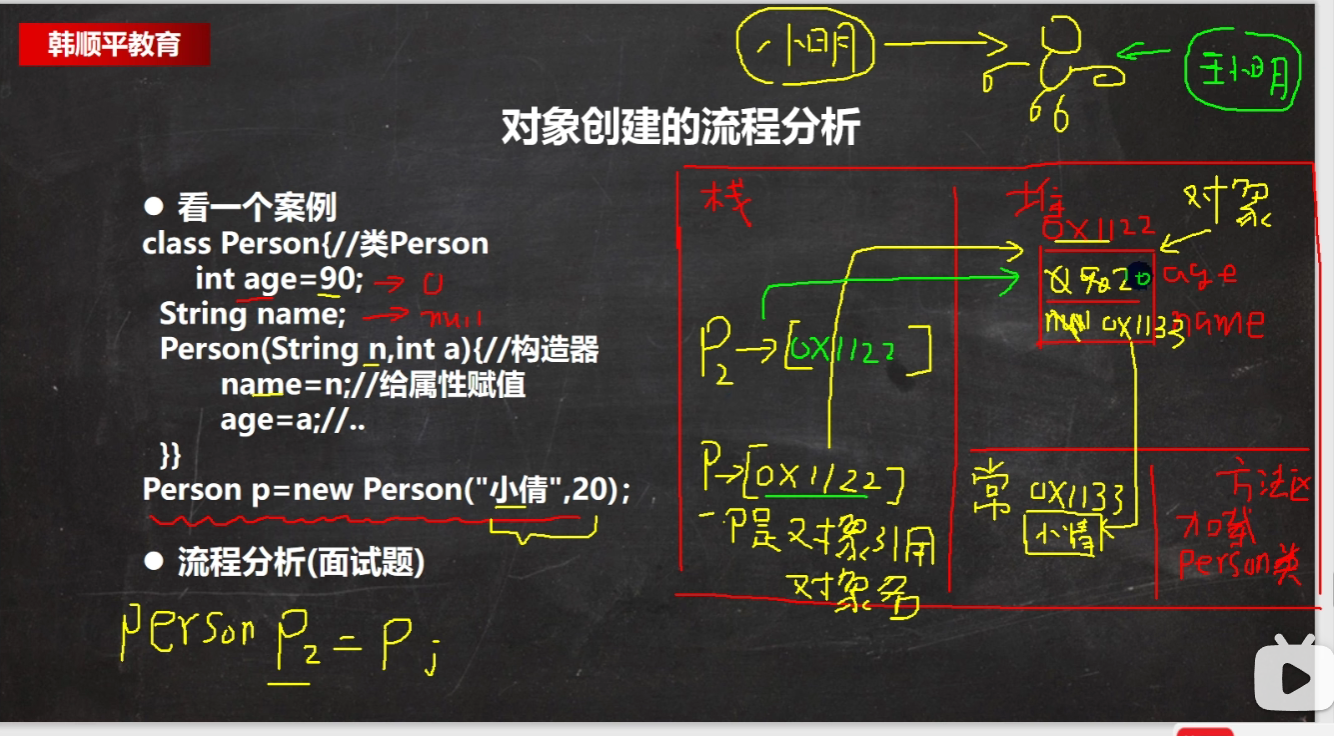 韩顺平教育
小明
王小明
对象创建的流程分析
● 看一个案例
class Person{//类Person
int age=90; → 0
String name; → null
Person(String n,int a){//构造器
name=n;//给属性赋值
age=a;//..
}}
Person p=new Person("小倩",20);
● 流程分析(面试题)
person P2 = P;
栈
堆
对象
0X1122
20 age
null 0X1133 name
P2→[0X1122]
P→[0X1122]
P是对象引用
对象名
常
0X1133
小倩
方法区
加载
Person类